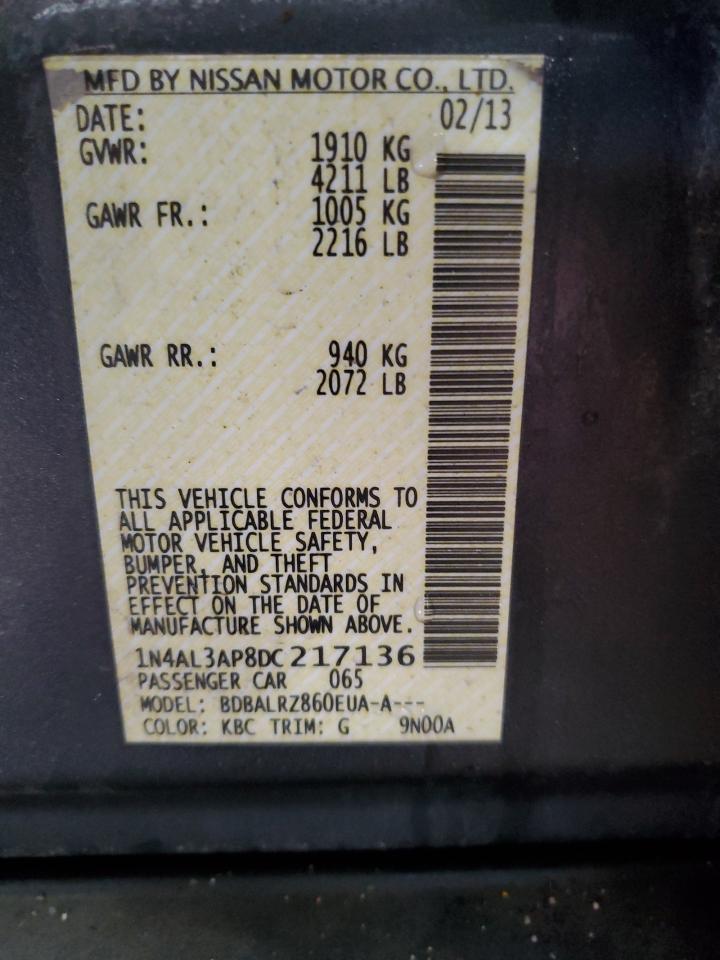 MFD BY NISSAN MOTOR CO., LTD.
DATE: 02/13
GVWR: 1910 KG
4211 LB
GAWR FR.: 1005 KG
2216 LB
GAWR RR.: 940 KG
2072 LB
THIS VEHICLE CONFORMS TO
ALL APPLICABLE FEDERAL
MOTOR VEHICLE SAFETY,
BUMPER, AND THEFT
PREVENTION STANDARDS IN
EFFECT ON THE DATE OF
MANUFACTURE SHOWN ABOVE.
1N4AL3AP8DC217136
PASSENGER CAR 065
MODEL: BDBALRZ860EUA-A---
COLOR: KBC TRIM: G 9N00A